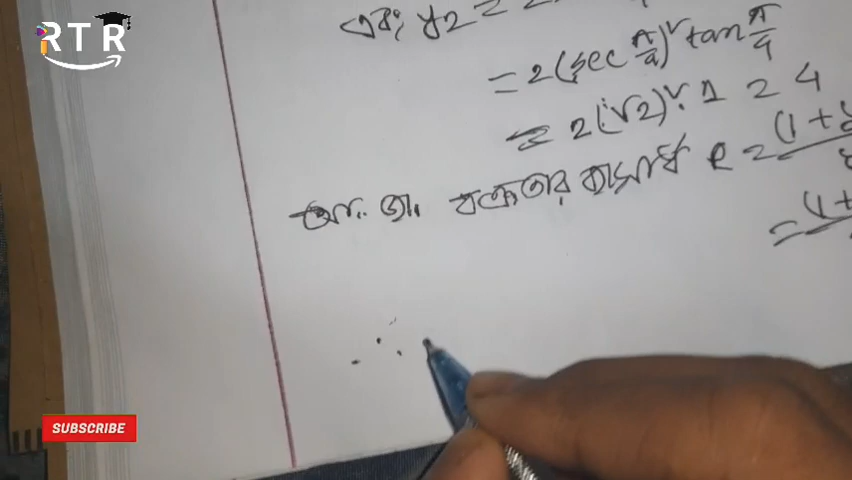 RTR
এবং y2 =
= 2 (sec π/4)² tan π/4
= 2(√2)². 1 = 4
বক্রতার ব্যাসার্ধ R = (1+y
= (1+
∴
SUBSCRIBE